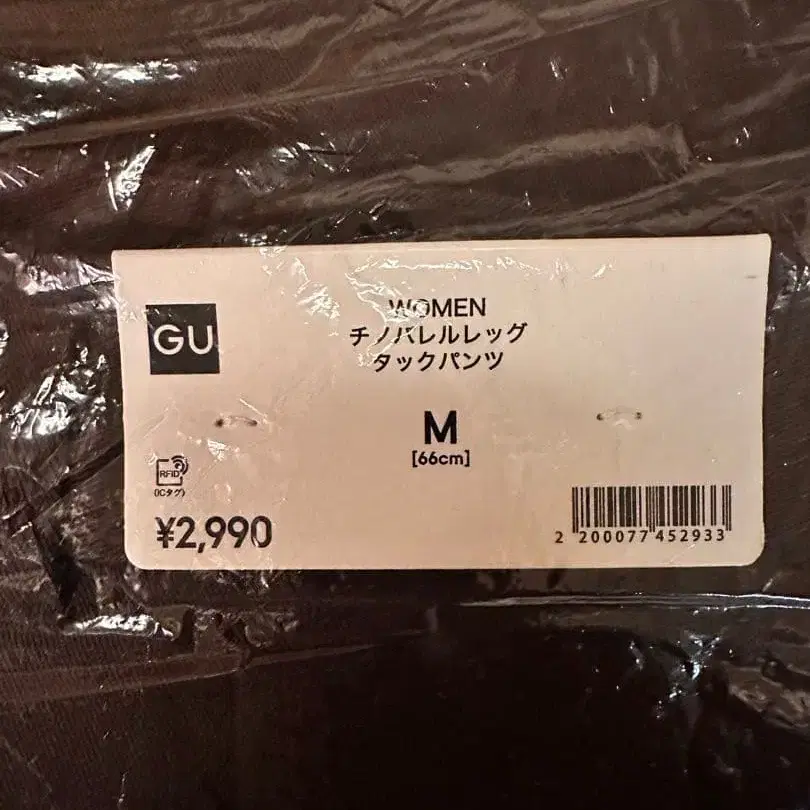 GU
WOMEN
チノバレルレッグ
タックパンツ
M
[66cm]
RFID
(ICタグ)
¥2,990
2 200077 452933